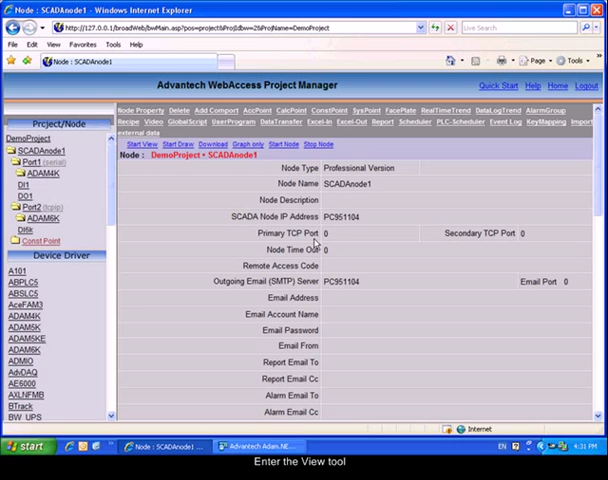 Node : SCADAnode1 - Windows Internet Explorer
http://127.0.0.1/broadWeb/bwMain.asp?pos=project&ProjIdbw=2&ProjName=DemoProject
Live Search
File Edit View Favorites Tools Help
Node : SCADAnode1
Page Tools
Advantech WebAccess Project Manager
Quick Start Help Home Logout
Node Property Delete Add Comport AccPoint CalcPoint ConstPoint SysPoint FacePlate RealTimeTrend DataLogTrend AlarmGroup
Recipe Video GlobalScript UserProgram DataTransfer Excel-In Excel-Out Report Scheduler PLC-Scheduler Event Log KeyMapping Import
external data
Start View Start Draw Download Graph only Start Node Stop Node
Node : DemoProject • SCADAnode1
Project/Node
DemoProject
SCADAnode1
Port1 (serial)
ADAM4K
DI1
DO1
Port2 (tcpip)
ADAM6K
DI6k
Const Point
Device Driver
A101
ABPLC5
ABSLC5
AceFAM3
ADAM4K
ADAM5K
ADAM5KE
ADAM6K
ADMIO
AdvDAQ
AE6000
AXLNFMB
BTrack
BW_UPS
Node Type Professional Version
Node Name SCADAnode1
Node Description
SCADA Node IP Address PC951104
Primary TCP Port 0 Secondary TCP Port 0
Node Time Out 0
Remote Access Code
Outgoing Email (SMTP) Server PC951104 Email Port 0
Email Address
Email Account Name
Email Password
Email From
Report Email To
Report Email Cc
Alarm Email To
Alarm Email Cc
Internet
start
Node : SCADAnode1 ...
Advantech Adam.NE...
EN
4:31 PM
Enter the View tool